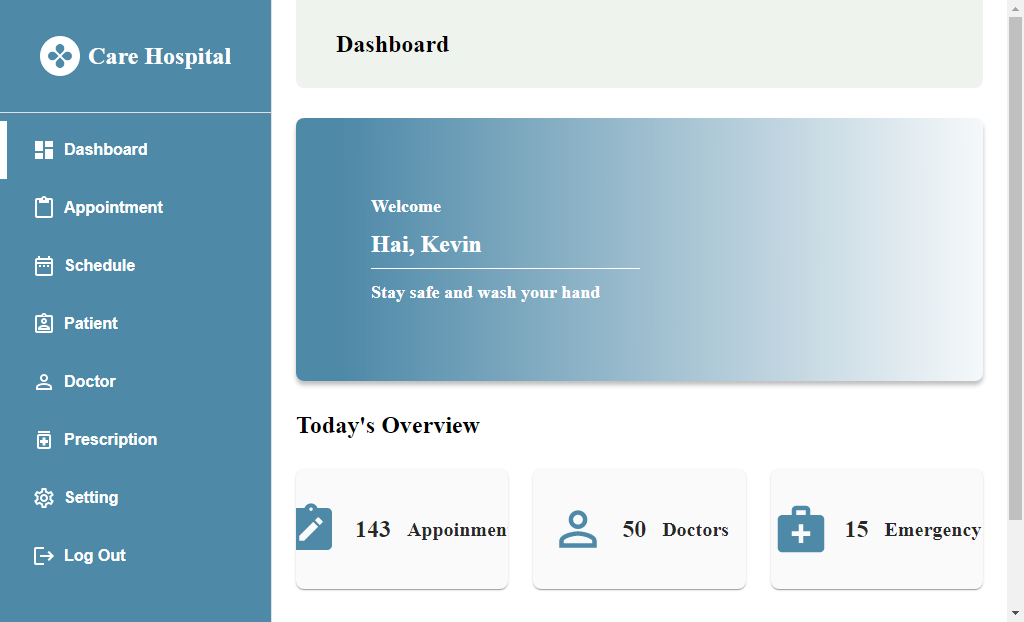 Care Hospital
Dashboard
Appointment
Schedule
Patient
Doctor
Prescription
Setting
Log Out
Dashboard
Welcome
Hai, Kevin
Stay safe and wash your hand
Today's Overview
143 Appoinmen
50 Doctors
15 Emergency